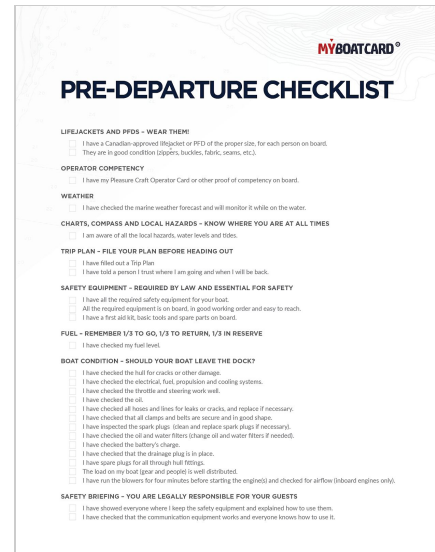 MYBOATCARD®
PRE-DEPARTURE CHECKLIST
LIFEJACKETS AND PFDS – WEAR THEM!
I have a Canadian-approved lifejacket or PFD of the proper size, for each person on board.
They are in good condition (zippers, buckles, fabric, seams, etc.).
OPERATOR COMPETENCY
I have my Pleasure Craft Operator Card or other proof of competency on board.
WEATHER
I have checked the marine weather forecast and will monitor it while on the water.
CHARTS, COMPASS AND LOCAL HAZARDS – KNOW WHERE YOU ARE AT ALL TIMES
I am aware of all the local hazards, water levels and tides.
TRIP PLAN – FILE YOUR PLAN BEFORE HEADING OUT
I have filled out a Trip Plan
I have told a person I trust where I am going and when I will be back.
SAFETY EQUIPMENT – REQUIRED BY LAW AND ESSENTIAL FOR SAFETY
I have all the required safety equipment for your boat.
All the required equipment is on board, in good working order and easy to reach.
I have a first aid kit, basic tools and spare parts on board.
FUEL – REMEMBER 1/3 TO GO, 1/3 TO RETURN, 1/3 IN RESERVE
I have checked my fuel level.
BOAT CONDITION – SHOULD YOUR BOAT LEAVE THE DOCK?
I have checked the hull for cracks or other damage.
I have checked the electrical, fuel, propulsion and cooling systems.
I have checked the throttle and steering work well.
I have checked the oil.
I have checked all hoses and lines for leaks or cracks, and replace if necessary.
I have checked that all clamps and belts are secure and in good shape.
I have inspected the spark plugs (clean and replace spark plugs if necessary).
I have checked the oil and water filters (change oil and water filters if needed).
I have checked the battery's charge.
I have checked that the drainage plug is in place.
I have spare plugs for all through hull fittings.
The load on my boat (gear and people) is well distributed.
I have run the blowers for four minutes before starting the engine(s) and checked for airflow (inboard engines only).
SAFETY BRIEFING – YOU ARE LEGALLY RESPONSIBLE FOR YOUR GUESTS
I have showed everyone where I keep the safety equipment and explained how to use them.
I have checked that the communication equipment works and everyone knows how to use it.